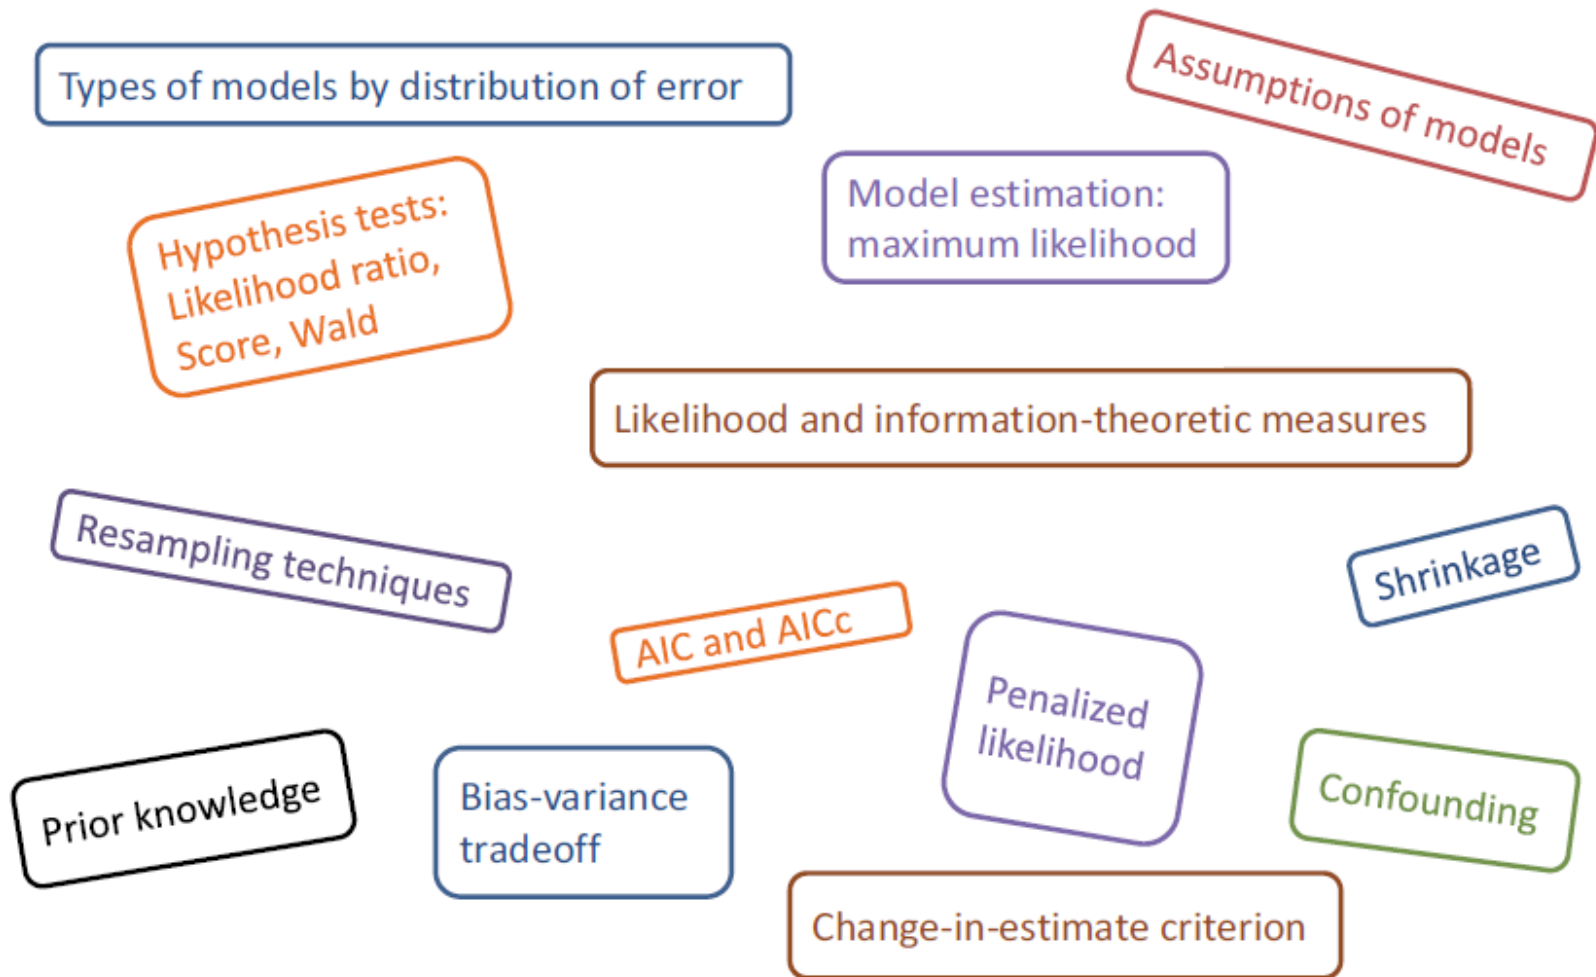 Types of models by distribution of error
Assumptions of models
Hypothesis tests:
Likelihood ratio,
Score, Wald
Model estimation:
maximum likelihood
Likelihood and information-theoretic measures
Resampling techniques
Shrinkage
AIC and AICc
Penalized
likelihood
Prior knowledge
Bias-variance
tradeoff
Confounding
Change-in-estimate criterion